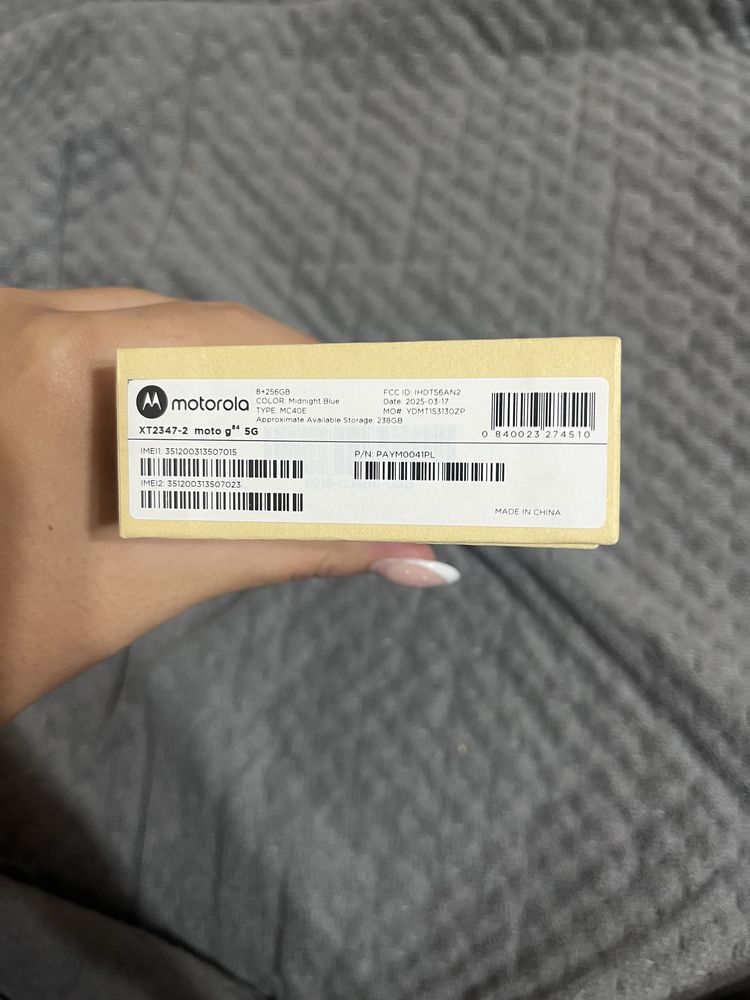 motorola
8+256GB
COLOR: Midnight Blue
TYPE: MC40E
Approximate Available Storage: 238GB
FCC ID: IHDT56AN2
Date: 2025-03-17
MO#: YDMT153130ZP
0 840023 274510
XT2347-2 moto g⁸⁴ 5G
IMEI1: 351200313507015
IMEI2: 351200313507023
P/N: PAYM0041PL
MADE IN CHINA